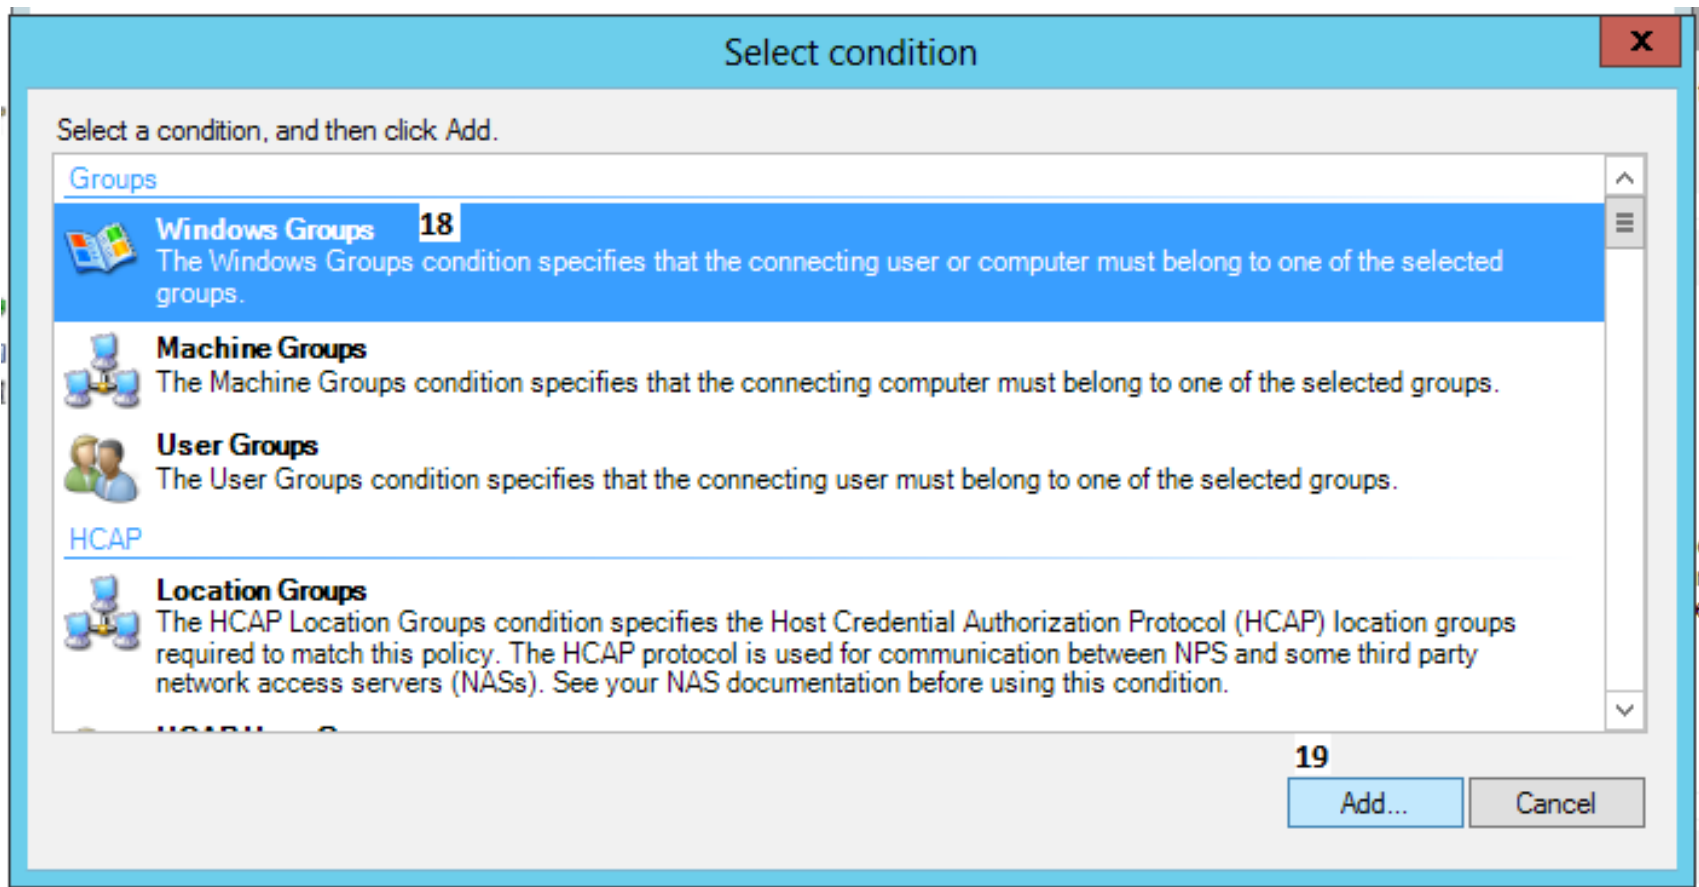 Select condition
x
Select a condition, and then click Add.
Groups
Windows Groups 18
The Windows Groups condition specifies that the connecting user or computer must belong to one of the selected
groups.
Machine Groups
The Machine Groups condition specifies that the connecting computer must belong to one of the selected groups.
User Groups
The User Groups condition specifies that the connecting user must belong to one of the selected groups.
HCAP
Location Groups
The HCAP Location Groups condition specifies the Host Credential Authorization Protocol (HCAP) location groups
required to match this policy. The HCAP protocol is used for communication between NPS and some third party
network access servers (NASs). See your NAS documentation before using this condition.
19
Add... Cancel